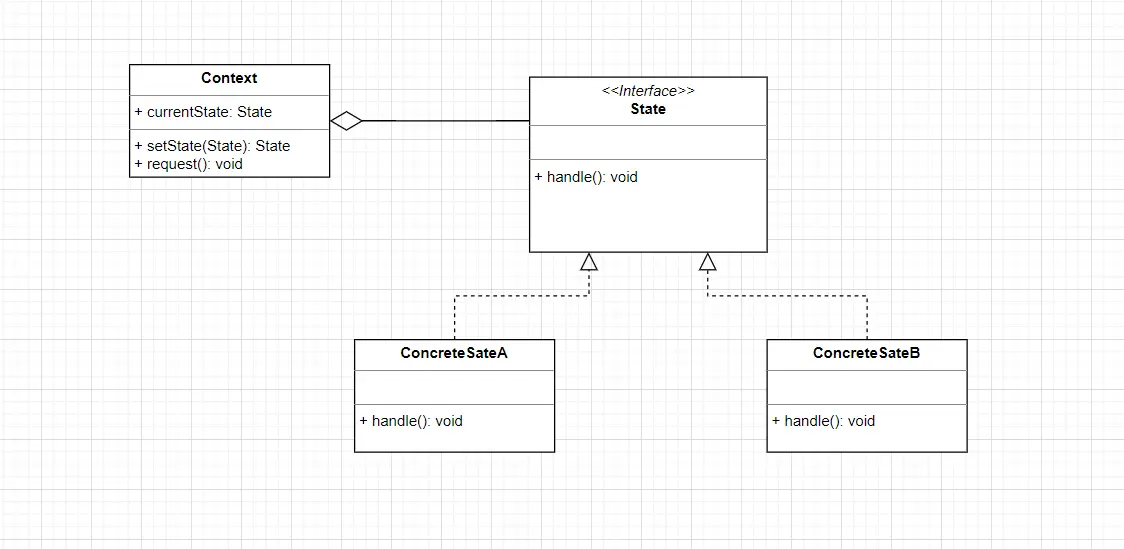 Context
+ currentState: State
+ setState(State): State
+ request(): void
<<Interface>>
State
+ handle(): void
ConcreteSateA
+ handle(): void
ConcreteSateB
+ handle(): void